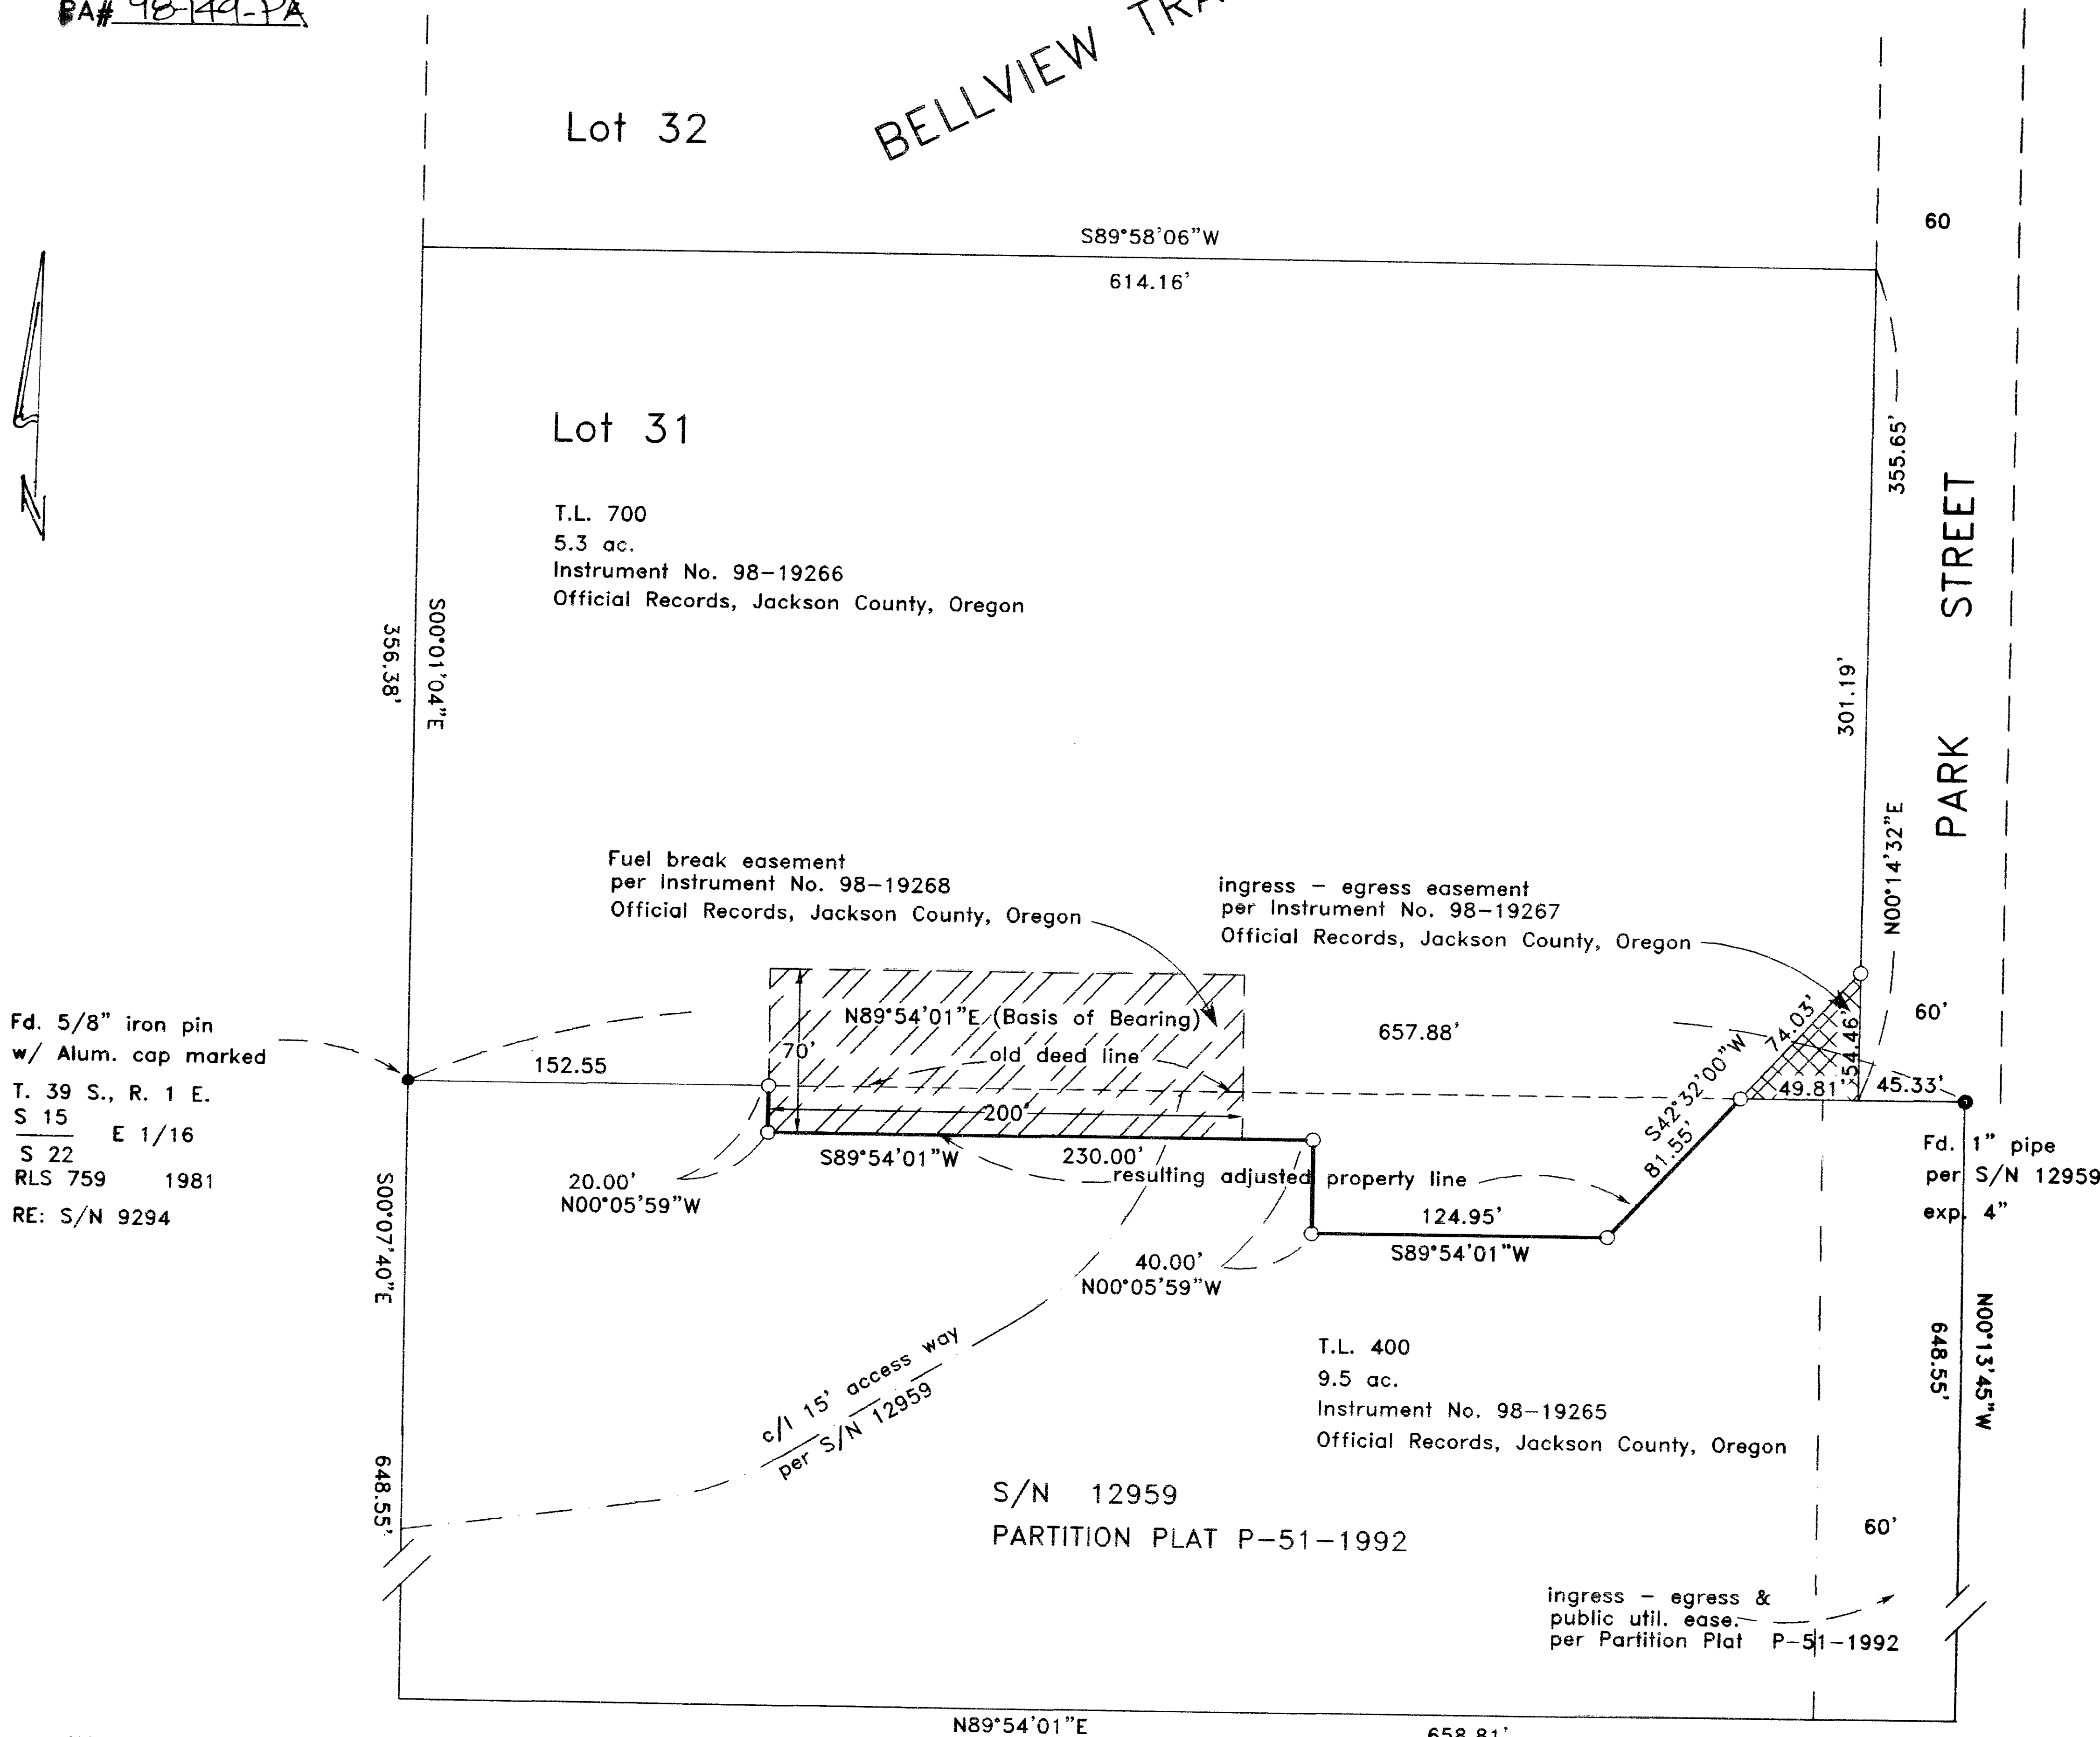 PA# 98-149-PA
BELLVIEW
Lot 32
60
S89°58'06"W
614.16'
Lot 31
T.L. 700
5.3 ac.
Instrument No. 98-19266
Official Records, Jackson County, Oregon
356.38'
S00°01'04"E
355.65'
301.19'
N00°14'32"E
PARK STREET
Fuel break easement
per Instrument No. 98-19268
Official Records, Jackson County, Oregon
ingress - egress easement
per Instrument No. 98-19267
Official Records, Jackson County, Oregon
N89°54'01"E (Basis of Bearing)
657.88'
60'
70'
old deed line
152.55
200'
74.03'
54.46'
49.81'
45.33'
S42°32'00"W
81.55'
Fd. 5/8" iron pin
w/ Alum. cap marked
T. 39 S., R. 1 E.
S 15
E 1/16
S 22
RLS 759 1981
RE: S/N 9294
Fd. 1" pipe
per S/N 12959
exp. 4"
S89°54'01"W
230.00'
resulting adjusted property line
20.00'
N00°05'59"W
124.95'
S89°54'01"W
40.00'
N00°05'59"W
S00°07'40"E
648.55'
N00°13'45"W
648.55'
c/l 15' access way
per S/N 12959
T.L. 400
9.5 ac.
Instrument No. 98-19265
Official Records, Jackson County, Oregon
S/N 12959
PARTITION PLAT P-51-1992
60'
ingress - egress &
public util. ease.
per Partition Plat P-51-1992
N89°54'01"E
658.81'
N